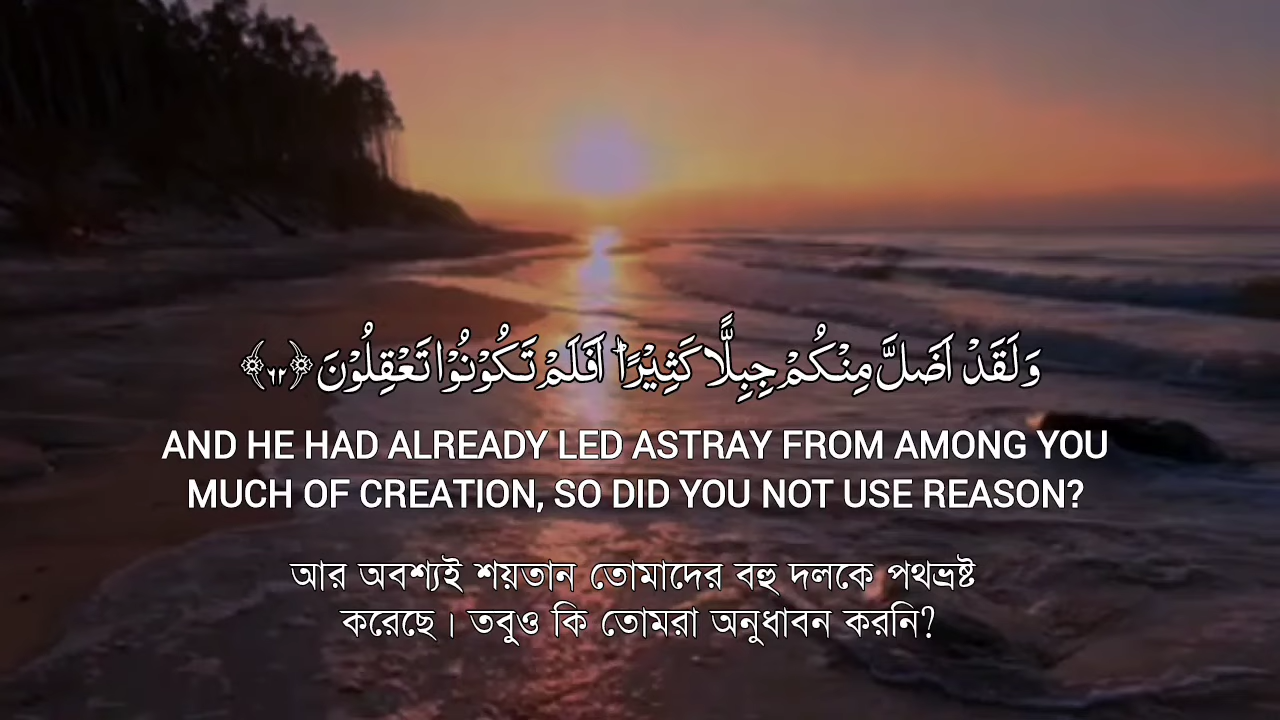 وَلَقَدْ اَضَلَّ مِنْكُمْ جِبِلًّا كَثِيْرًاؕ اَفَلَمْ تَكُوْنُوْا تَعْقِلُوْنَ ﴿٦٢﴾
AND HE HAD ALREADY LED ASTRAY FROM AMONG YOU
MUCH OF CREATION, SO DID YOU NOT USE REASON?
আর অবশ্যই শয়তান তোমাদের বহু দলকে পথভ্রষ্ট
করেছে। তবুও কি তোমরা অনুধাবন করনি?